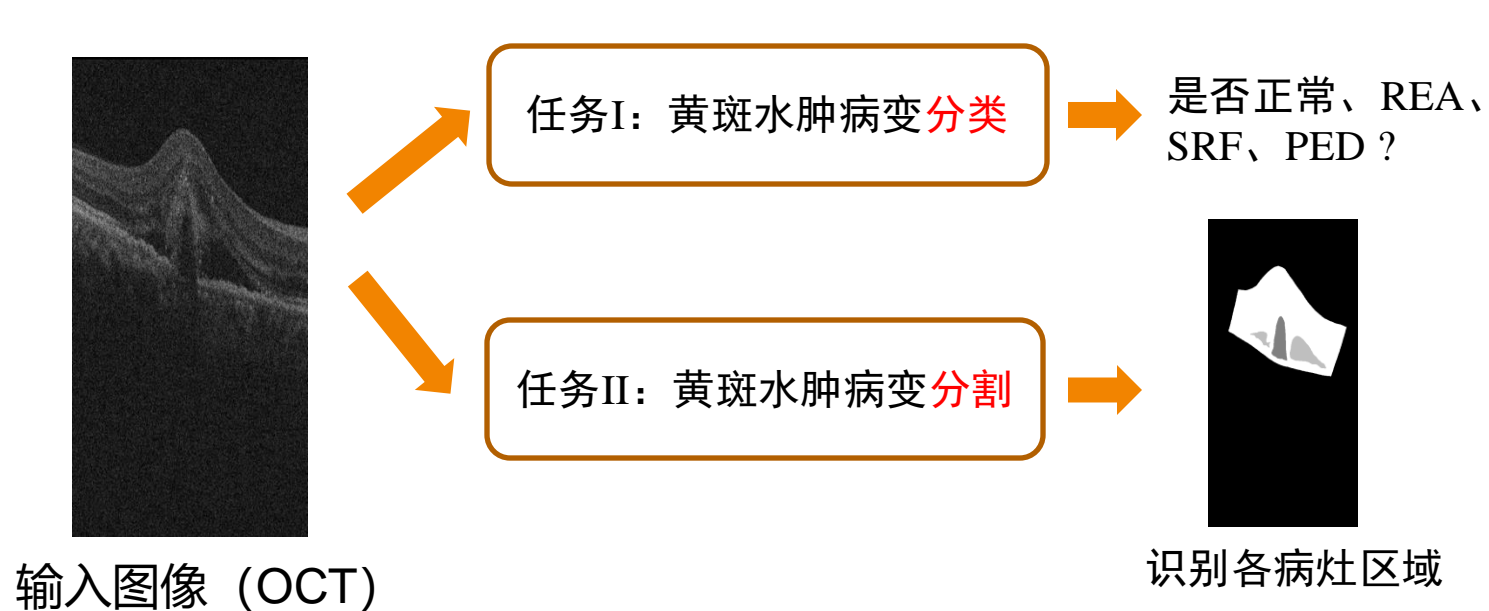 任务I：黄斑水肿病变分类
是否正常、REA、
SRF、PED？
任务II：黄斑水肿病变分割
输入图像（OCT）
识别各病灶区域